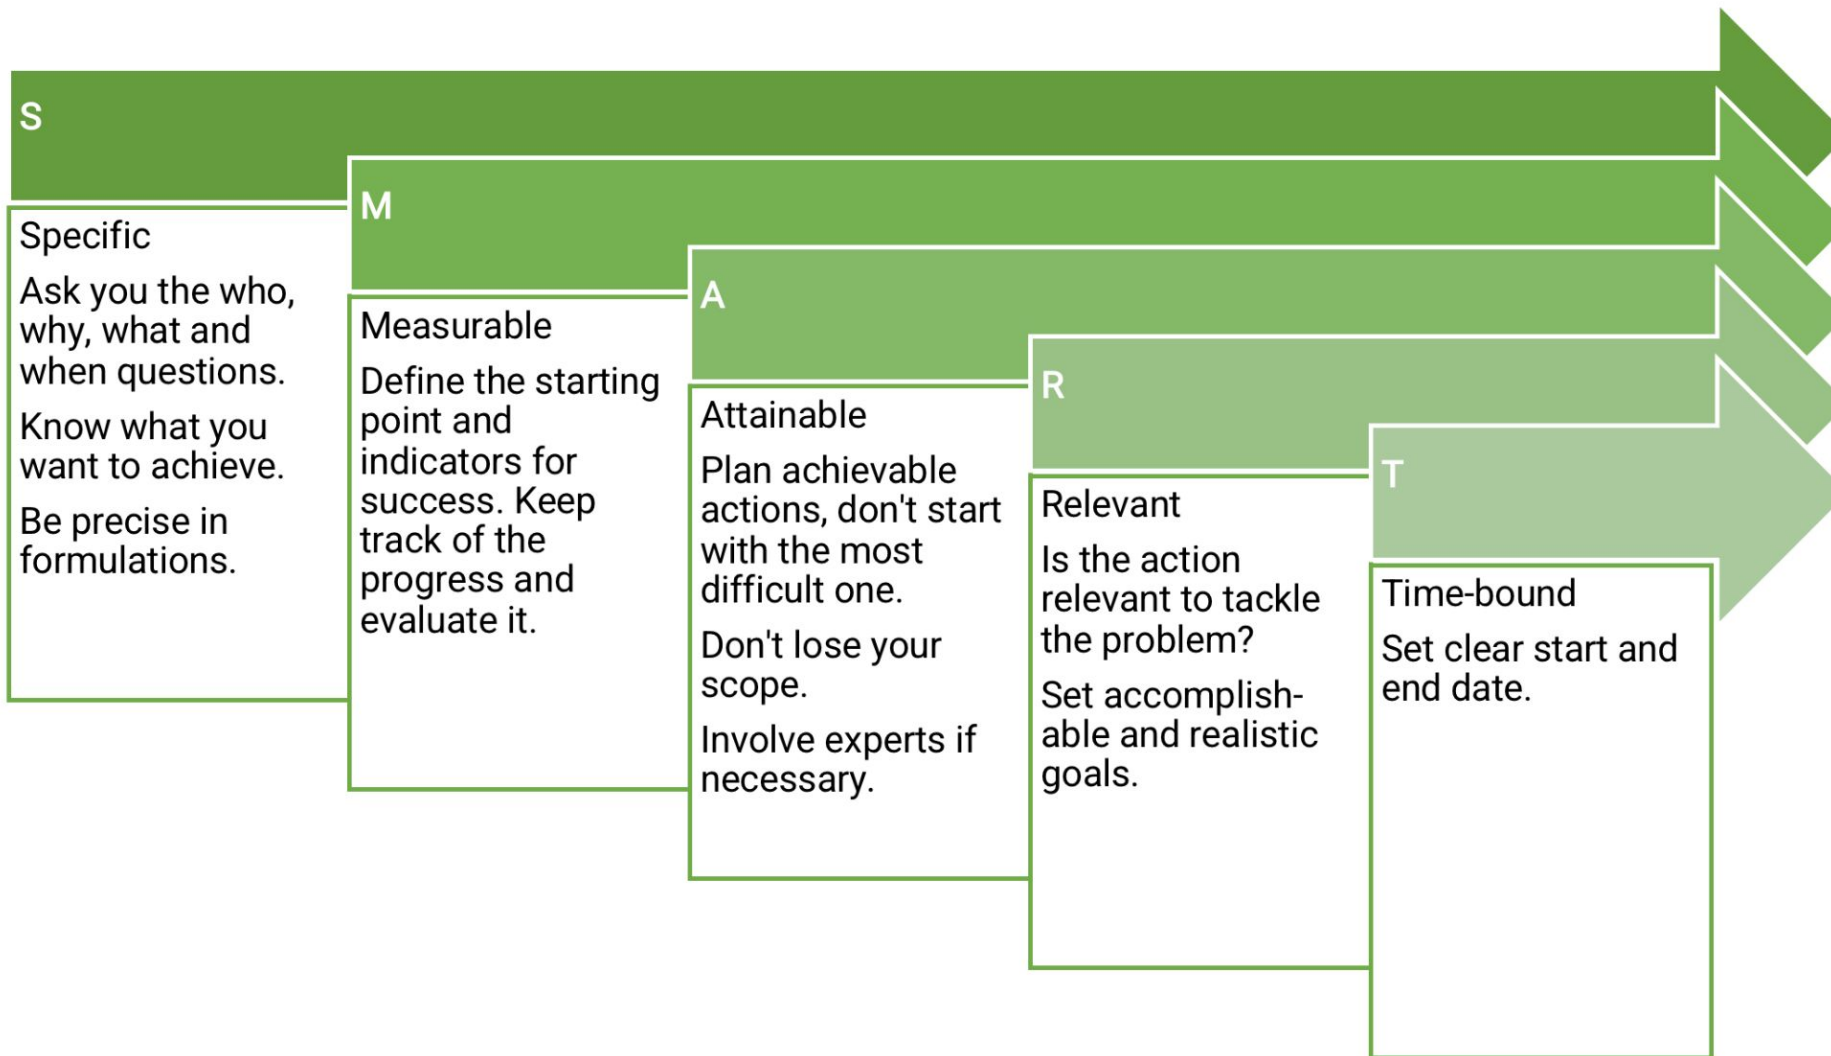 S
Specific
Ask you the who,
why, what and
when questions.
Know what you
want to achieve.
Be precise in
formulations.
M
Measurable
Define the starting
point and
indicators for
success. Keep
track of the
progress and
evaluate it.
A
Attainable
Plan achievable
actions, don't start
with the most
difficult one.
Don't lose your
scope.
Involve experts if
necessary.
R
Relevant
Is the action
relevant to tackle
the problem?
Set accomplish-
able and realistic
goals.
T
Time-bound
Set clear start and
end date.